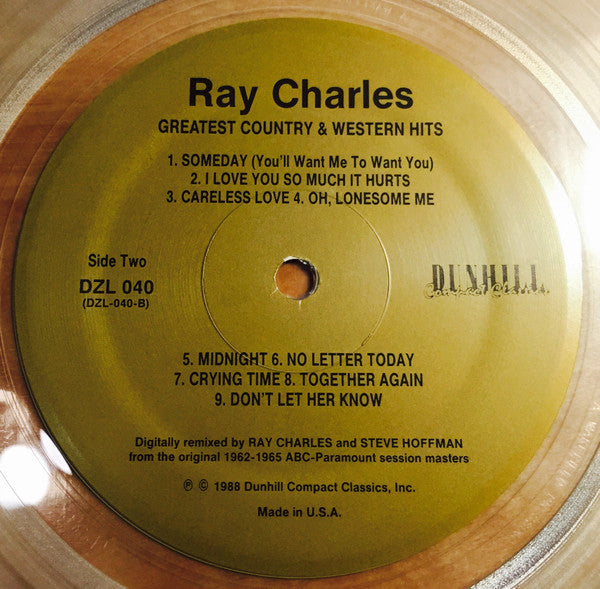 Ray Charles
GREATEST COUNTRY & WESTERN HITS
1. SOMEDAY (You'll Want Me To Want You)
2. I LOVE YOU SO MUCH IT HURTS
3. CARELESS LOVE 4. OH, LONESOME ME
Side Two
DZL 040
(DZL-040-B)
DUNHILL
Compact Classics
5. MIDNIGHT 6. NO LETTER TODAY
7. CRYING TIME 8. TOGETHER AGAIN
9. DON'T LET HER KNOW
Digitally remixed by RAY CHARLES and STEVE HOFFMAN
from the original 1962-1965 ABC-Paramount session masters
℗ © 1988 Dunhill Compact Classics, Inc.
Made in U.S.A.